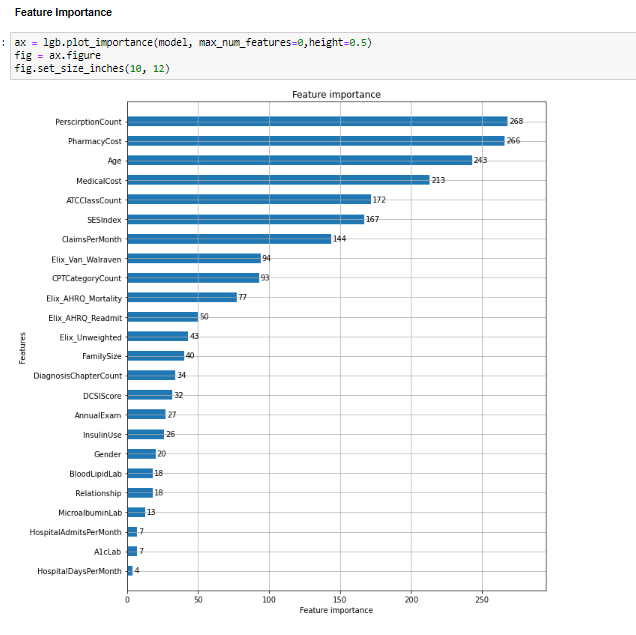 Feature Importance
: ax = lgb.plot_importance(model, max_num_features=0,height=0.5)
fig = ax.figure
fig.set_size_inches(10, 12)
Feature importance
PerscirptionCount 268
PharmacyCost 266
Age 243
MedicalCost 213
ATCClassCount 172
SESIndex 167
ClaimsPerMonth 144
Elix_Van_Walraven 94
CPTCategoryCount 93
Elix_AHRQ_Mortality 77
Elix_AHRQ_Readmit 50
Elix_Unweighted 43
FamilySize 40
DiagnosisChapterCount 34
DCSIScore 32
AnnualExam 27
InsulinUse 26
Gender 20
BloodLipidLab 18
Relationship 18
MicroalbuminLab 13
HospitalAdmitsPerMonth 7
A1cLab 7
HospitalDaysPerMonth 4
Features
0 50 100 150 200 250
Feature importance